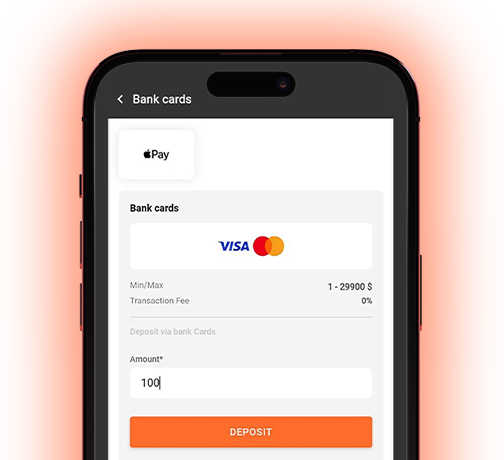 Bank cards
Pay
Bank cards
VISA
Min/Max 1 - 29900 $
Transaction Fee 0%
Deposit via bank Cards
Amount*
100
DEPOSIT